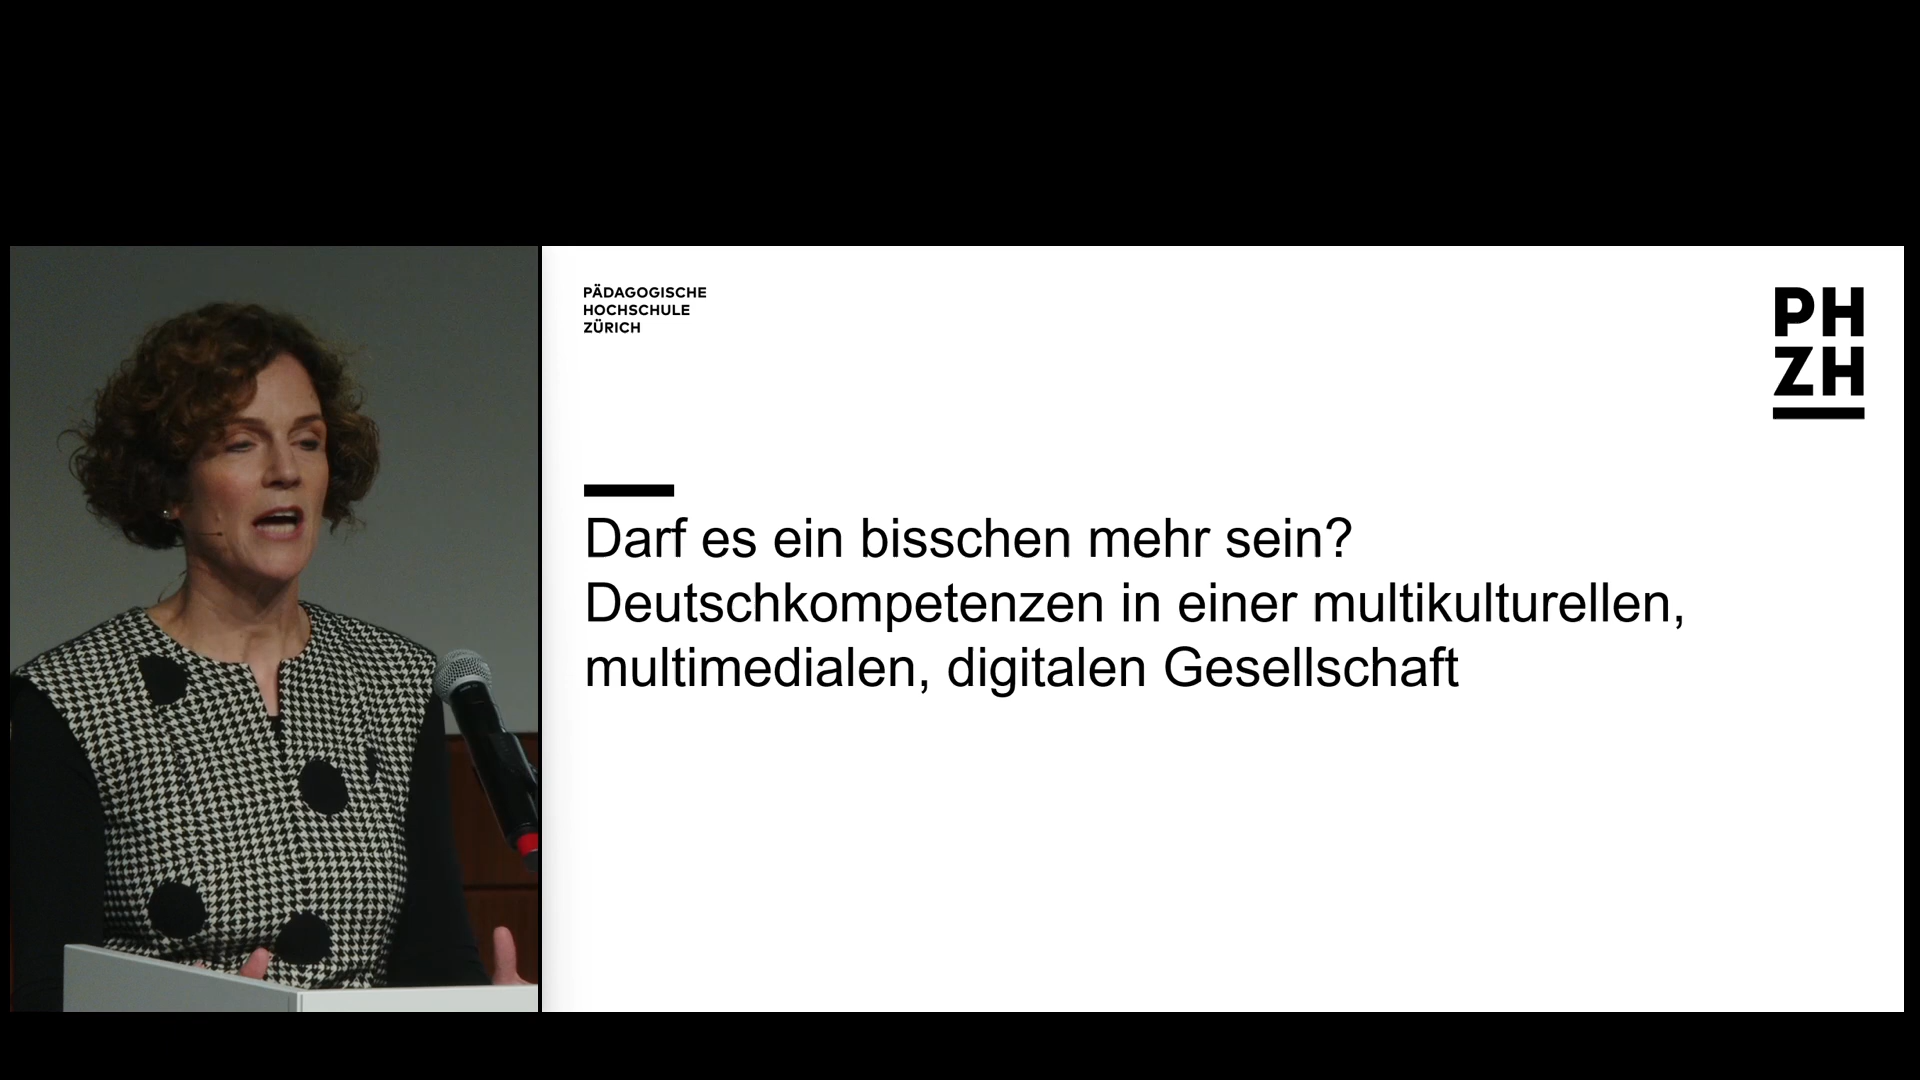 PÄDAGOGISCHE
HOCHSCHULE
ZÜRICH
PH
ZH
Darf es ein bisschen mehr sein?
Deutschkompetenzen in einer multikulturellen,
multimedialen, digitalen Gesellschaft